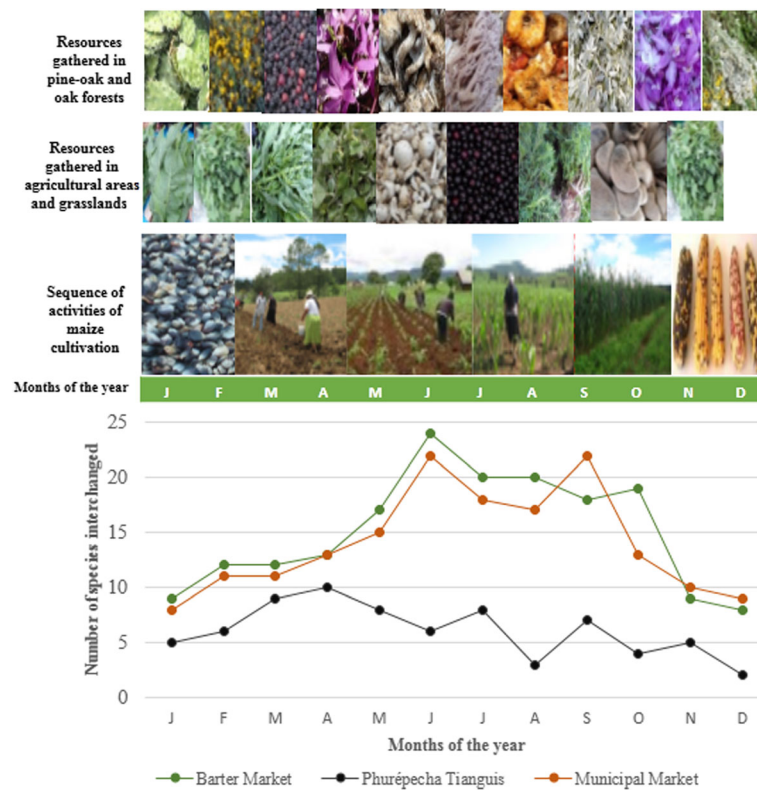 Resources
gathered in
pine-oak and
oak forests
Resources
gathered in
agricultural areas
and grasslands
Sequence of
activities of
maize
cultivation
Months of the year J F M A M J J A S O N D
Number of species interchanged
25
20
15
10
5
0
J F M A M J J A S O N D
Months of the year
Barter Market Phurépecha Tianguis Municipal Market